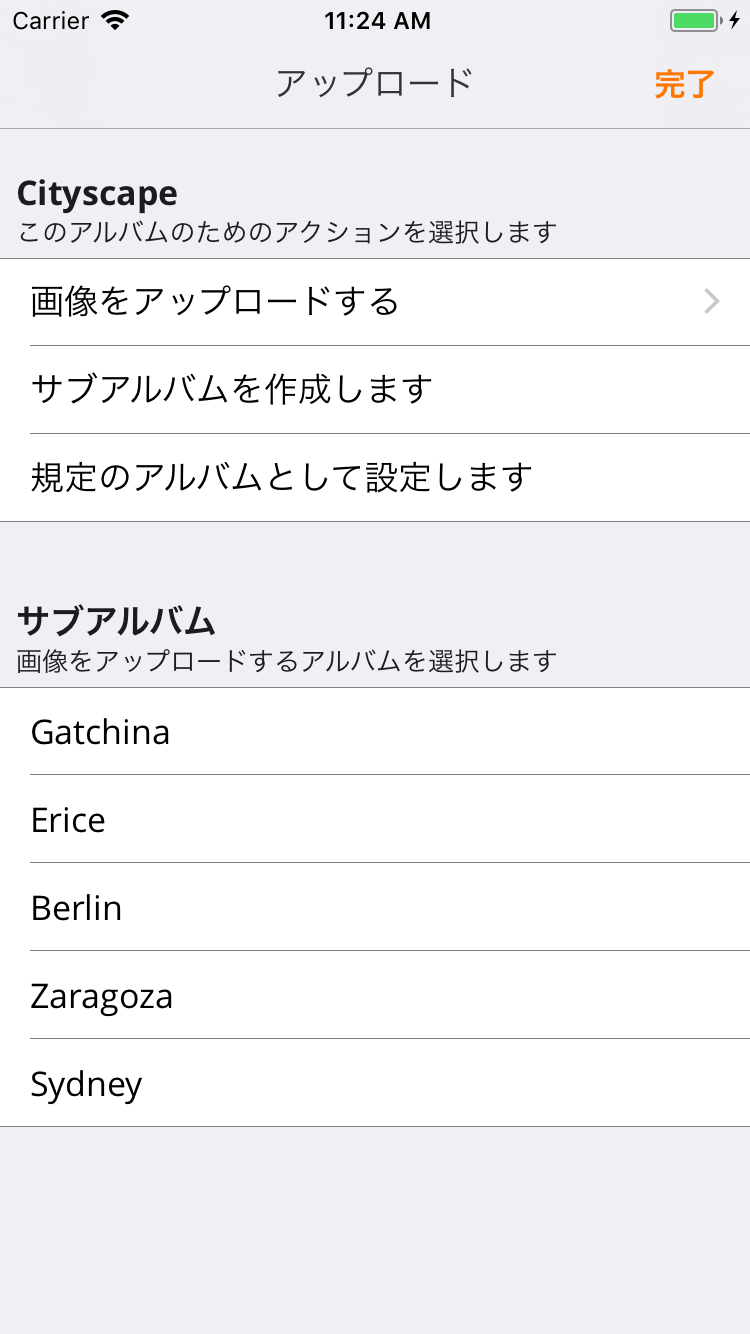 Carrier 11:24 AM
アップロード 完了
Cityscape
このアルバムのためのアクションを選択します
画像をアップロードする
サブアルバムを作成します
規定のアルバムとして設定します
サブアルバム
画像をアップロードするアルバムを選択します
Gatchina
Erice
Berlin
Zaragoza
Sydney